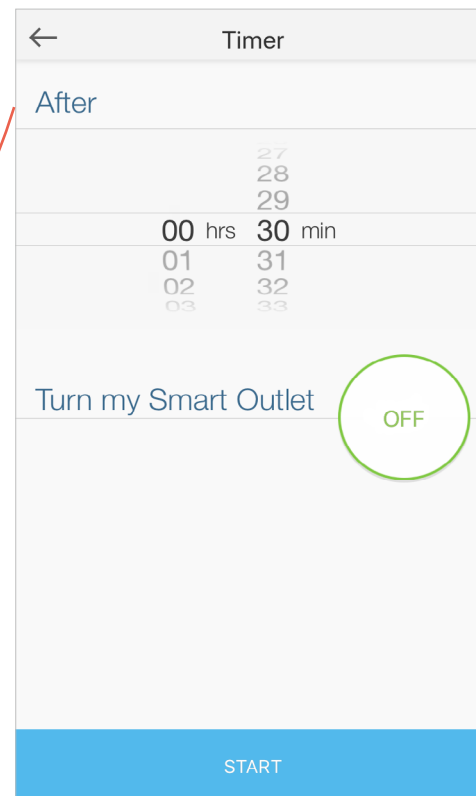 Timer
After
27
28
29
00 hrs 30 min
01 31
02 32
03 33
Turn my Smart Outlet OFF
START